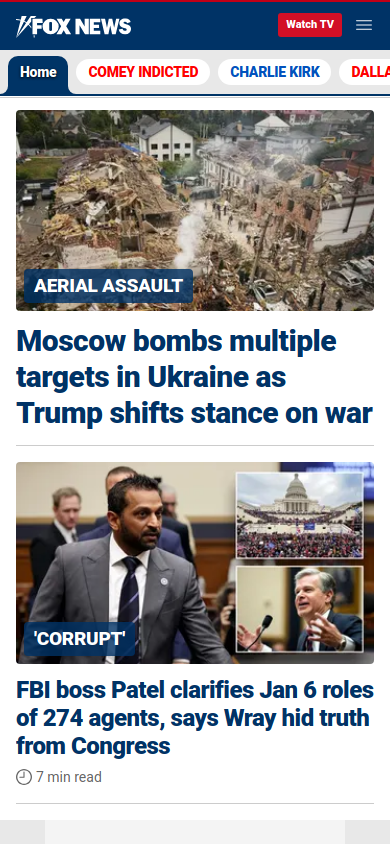 FOX NEWS
Watch TV
Home
COMEY INDICTED
CHARLIE KIRK
DALLA
AERIAL ASSAULT
Moscow bombs multiple
targets in Ukraine as
Trump shifts stance on war
'CORRUPT'
FBI boss Patel clarifies Jan 6 roles
of 274 agents, says Wray hid truth
from Congress
7 min read